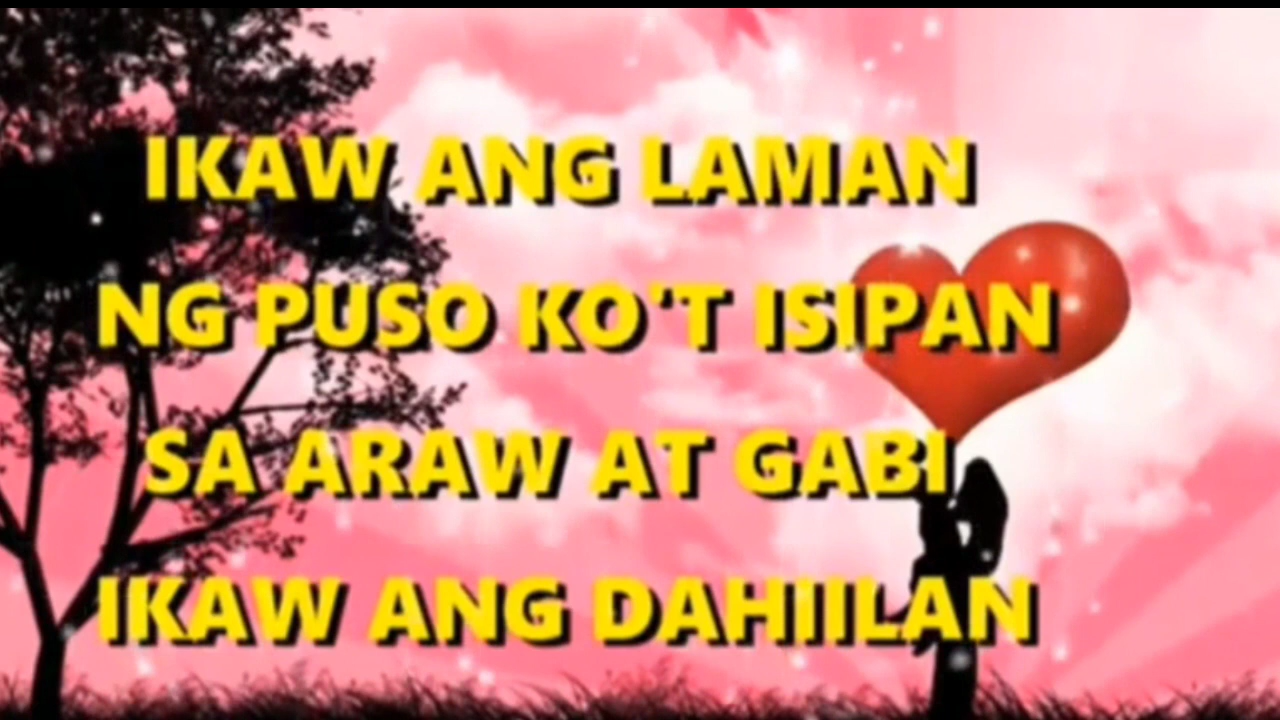 IKAW ANG LAMAN
NG PUSO KO'T ISIPAN
SA ARAW AT GABI
IKAW ANG DAHIILAN